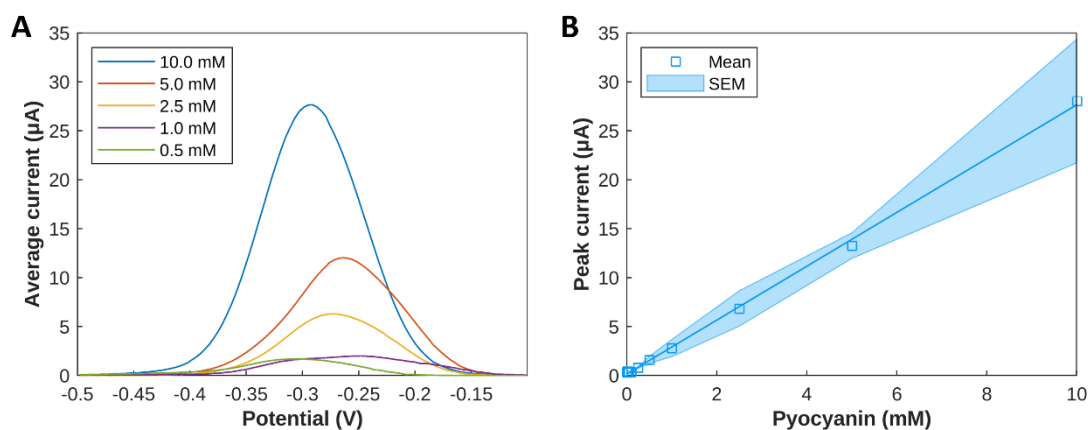 A
35
30
25
20
15
10
5
0
Average current (µA)
10.0 mM
5.0 mM
2.5 mM
1.0 mM
0.5 mM
-0.5 -0.45 -0.4 -0.35 -0.3 -0.25 -0.2 -0.15
Potential (V)
B
35
30
25
20
15
10
5
0
Peak current (µA)
Mean
SEM
0 2 4 6 8 10
Pyocyanin (mM)